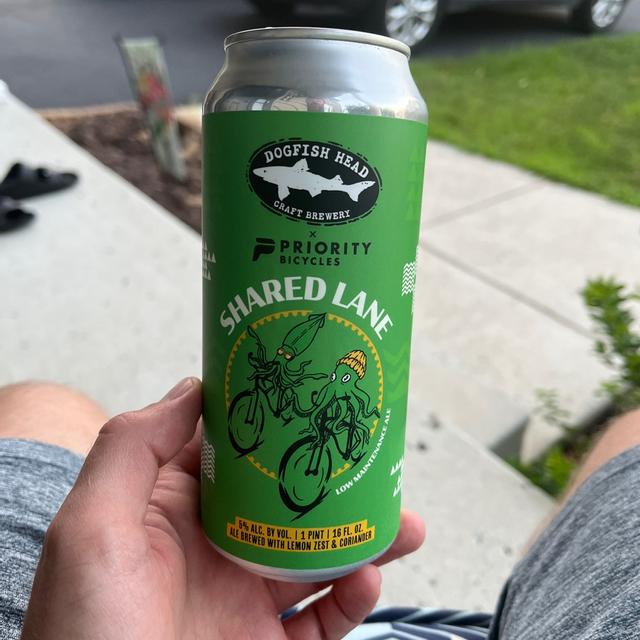 DOGFISH HEAD
CRAFT BREWERY
x
PRIORITY
BICYCLES
SHARED LANE
LOW MAINTENANCE ALE
5% ALC. BY VOL. | 1 PINT | 16 FL. OZ.
ALE BREWED WITH LEMON ZEST & CORIANDER